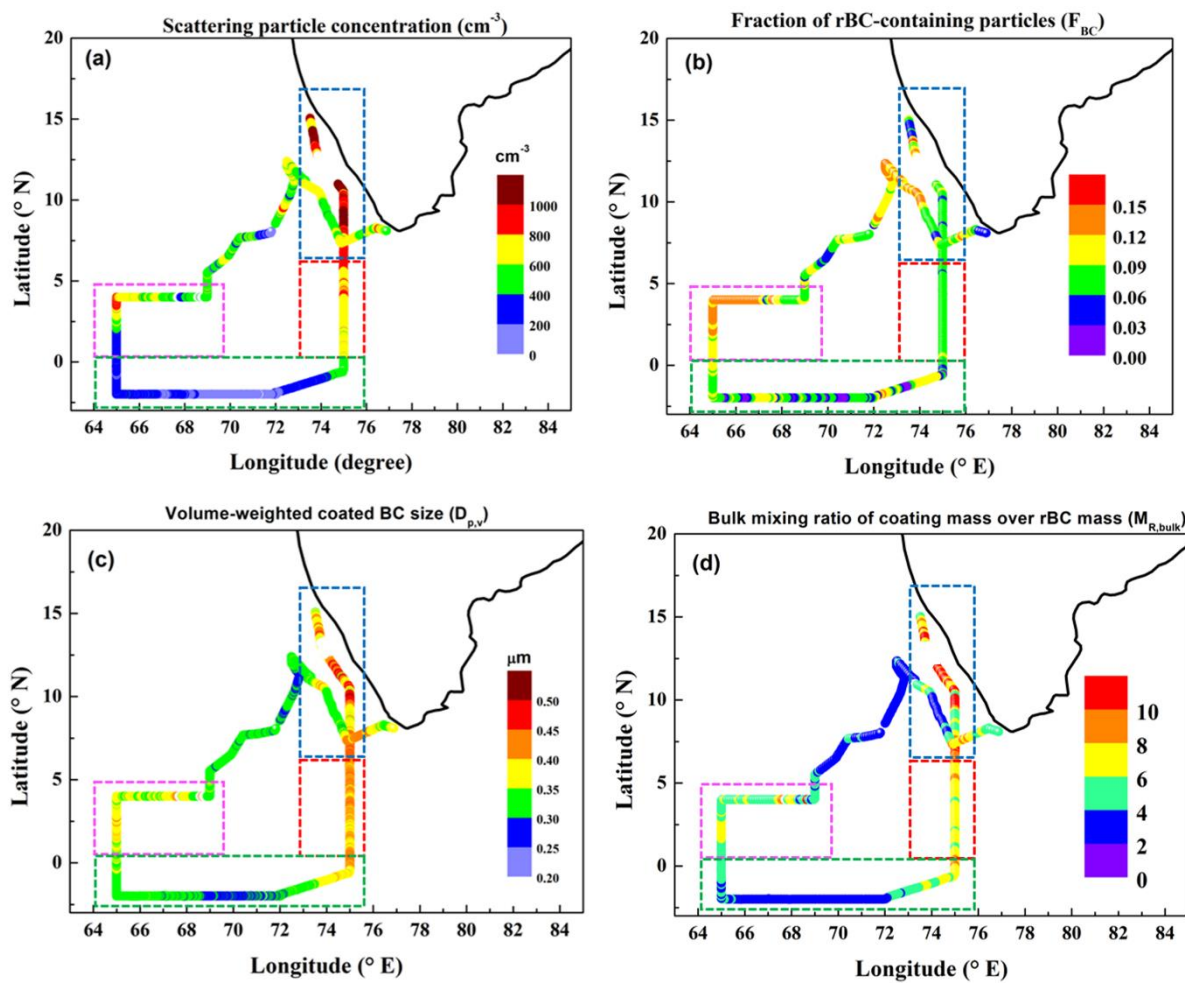 Scattering particle concentration (cm⁻³)
(a)
cm⁻³
1000
800
600
400
200
0
20
15
10
5
0
Latitude (° N)
64 66 68 70 72 74 76 78 80 82 84
Longitude (degree)
Fraction of rBC-containing particles (F_BC)
(b)
0.15
0.12
0.09
0.06
0.03
0.00
20
15
10
5
0
Latitude (° N)
64 66 68 70 72 74 76 78 80 82 84
Longitude (° E)
Volume-weighted coated BC size (D_p,v)
(c)
μm
0.50
0.45
0.40
0.35
0.30
0.25
0.20
20
15
10
5
0
Latitude (° N)
64 66 68 70 72 74 76 78 80 82 84
Longitude (° E)
Bulk mixing ratio of coating mass over rBC mass (M_R,bulk)
(d)
10
8
6
4
2
0
20
15
10
5
0
Latitude (° N)
64 66 68 70 72 74 76 78 80 82 84
Longitude (° E)